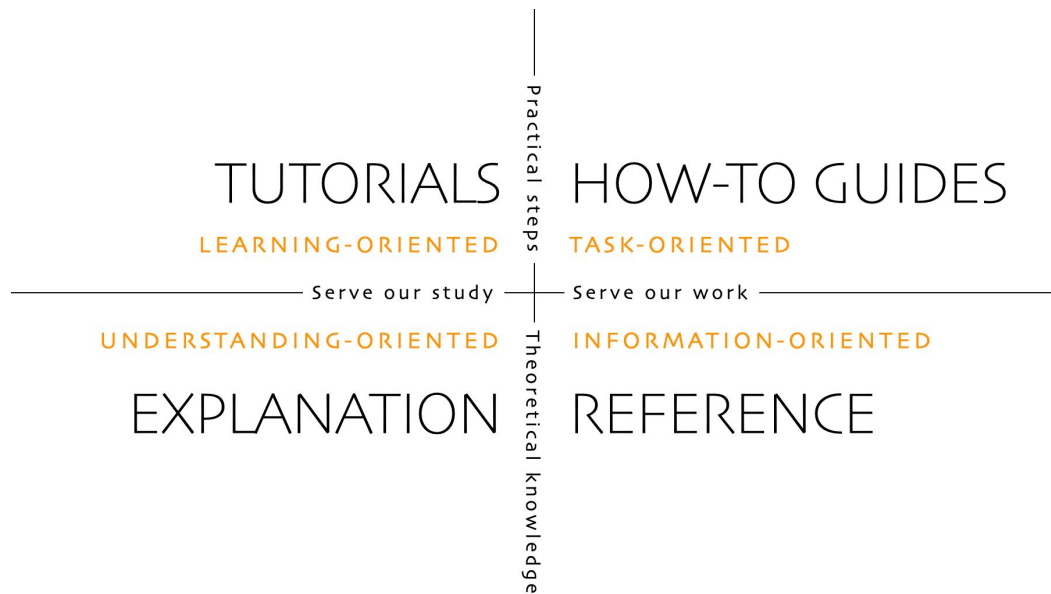 Practical steps
TUTORIALS
HOW-TO GUIDES
LEARNING-ORIENTED
TASK-ORIENTED
Serve our study
Serve our work
UNDERSTANDING-ORIENTED
INFORMATION-ORIENTED
EXPLANATION
REFERENCE
Theoretical knowledge